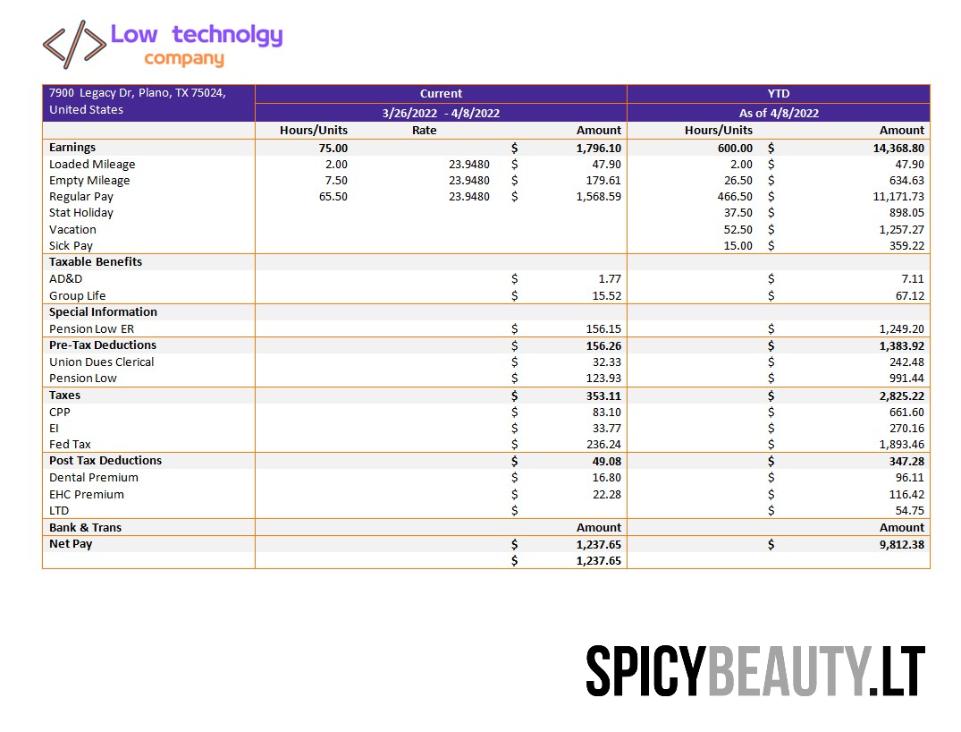 </> Low technolgy
company
7900 Legacy Dr, Plano, TX 75024,
United States
Current YTD
3/26/2022 - 4/8/2022 As of 4/8/2022
Hours/Units Rate Amount Hours/Units Amount
Earnings 75.00 $ 1,796.10 600.00 $ 14,368.80
Loaded Mileage 2.00 23.9480 $ 47.90 2.00 $ 47.90
Empty Mileage 7.50 23.9480 $ 179.61 26.50 $ 634.63
Regular Pay 65.50 23.9480 $ 1,568.59 466.50 $ 11,171.73
Stat Holiday 37.50 $ 898.05
Vacation 52.50 $ 1,257.27
Sick Pay 15.00 $ 359.22
Taxable Benefits
AD&D $ 1.77 $ 7.11
Group Life $ 15.52 $ 67.12
Special Information
Pension Low ER $ 156.15 $ 1,249.20
Pre-Tax Deductions $ 156.26 $ 1,383.92
Union Dues Clerical $ 32.33 $ 242.48
Pension Low $ 123.93 $ 991.44
Taxes $ 353.11 $ 2,825.22
CPP $ 83.10 $ 661.60
EI $ 33.77 $ 270.16
Fed Tax $ 236.24 $ 1,893.46
Post Tax Deductions $ 49.08 $ 347.28
Dental Premium $ 16.80 $ 96.11
EHC Premium $ 22.28 $ 116.42
LTD $ $ 54.75
Bank & Trans Amount Amount
Net Pay $ 1,237.65 $ 9,812.38
$ 1,237.65
SPICYBEAUTY.LT